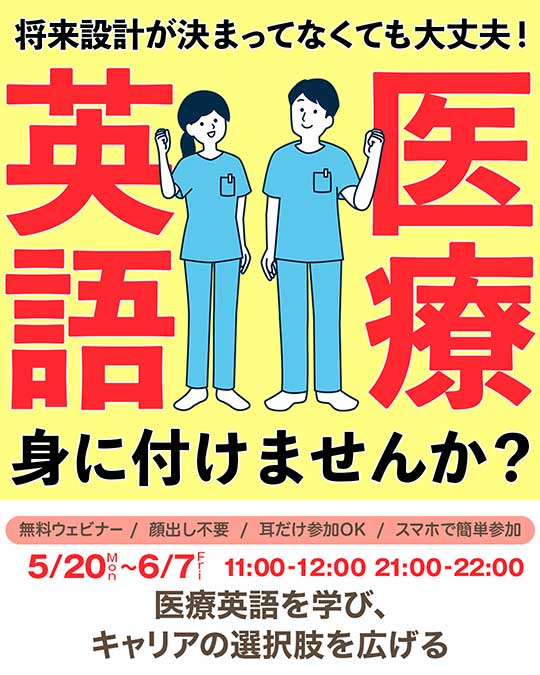 将来設計が決まってなくても大丈夫!
医療
英語
身に付けませんか?
無料ウェビナー / 顔出し不要 / 耳だけ参加OK / スマホで簡単参加
5/20Mon~6/7Fri 11:00-12:00 21:00-22:00
医療英語を学び、
キャリアの選択肢を広げる